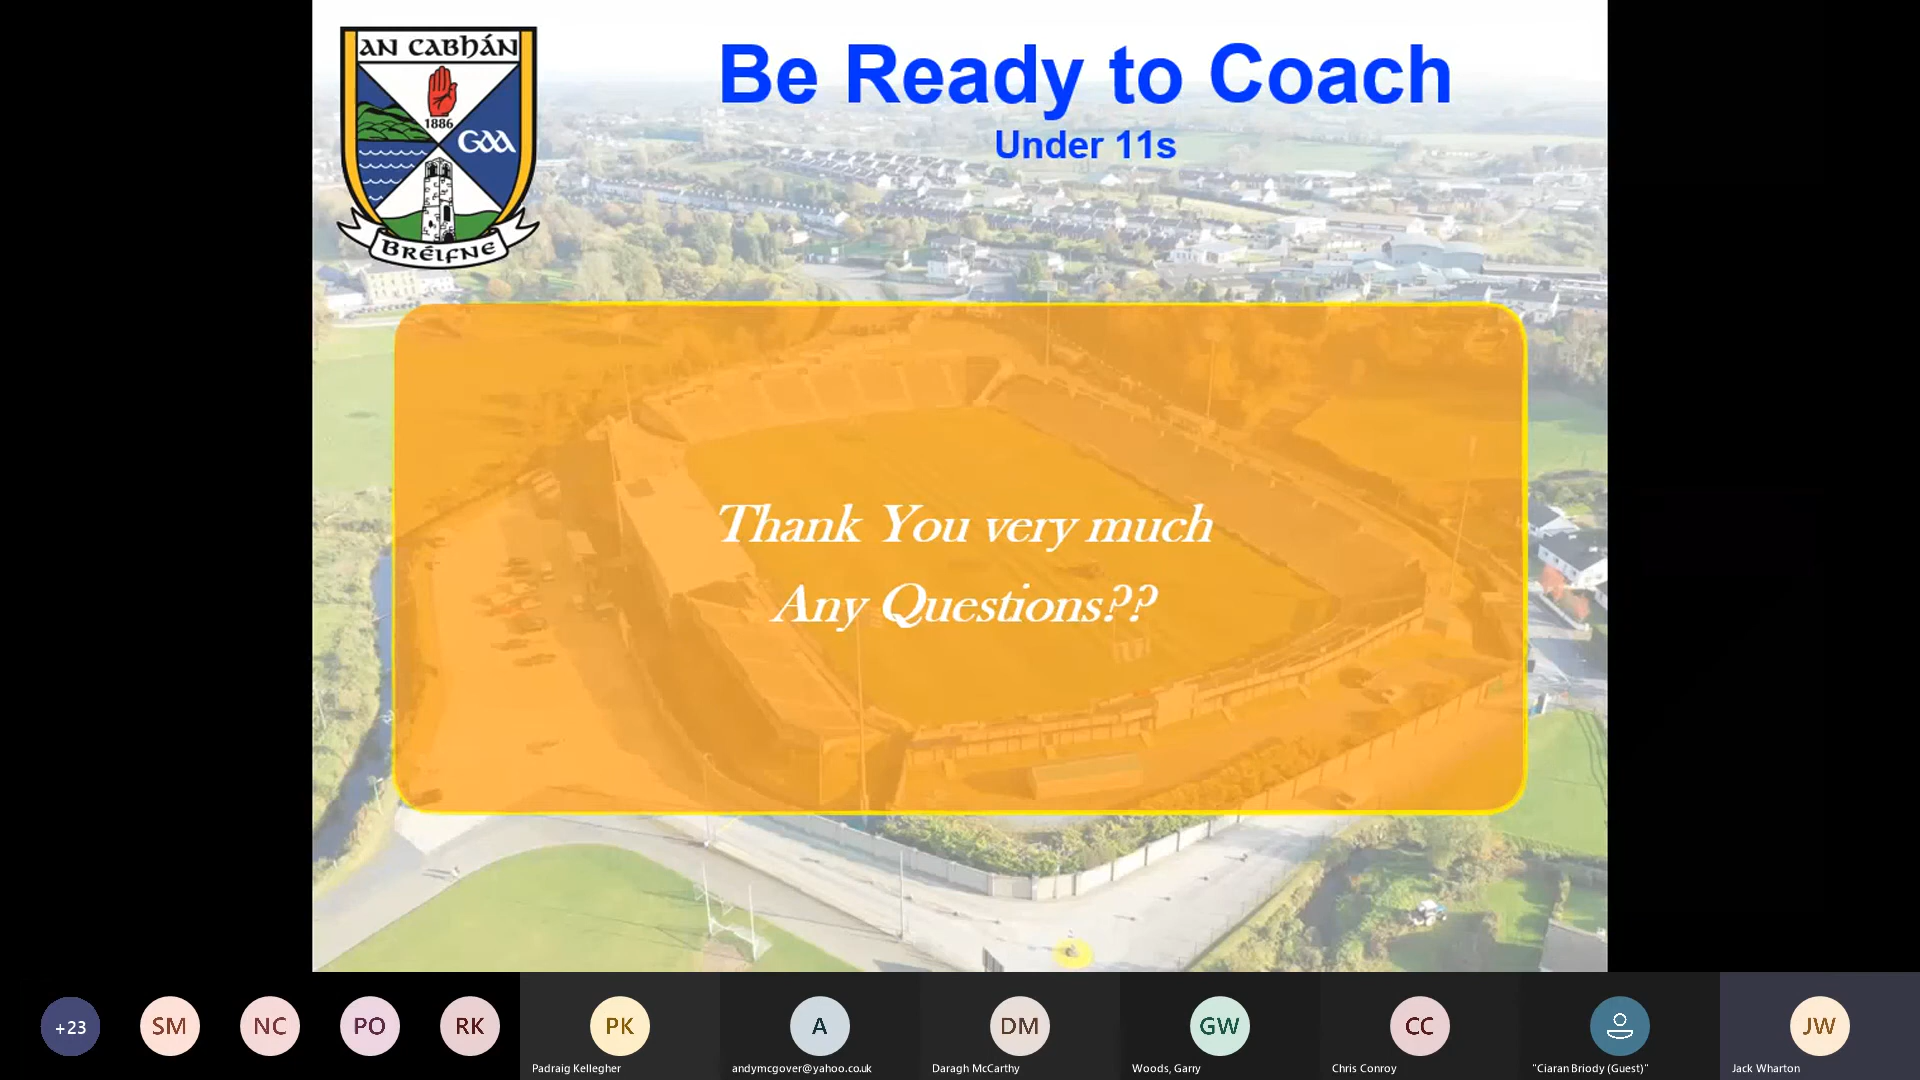 AN CABHÁN
1886
GAA
BRÉIFNE
Be Ready to Coach
Under 11s
Thank You very much
Any Questions??
+23
SM
NC
PO
RK
PK
A
DM
GW
CC
JW
Padraig Kellegher
andymcgover@yahoo.co.uk
Daragh McCarthy
Woods, Garry
Chris Conroy
"Ciaran Briody (Guest)"
Jack Wharton